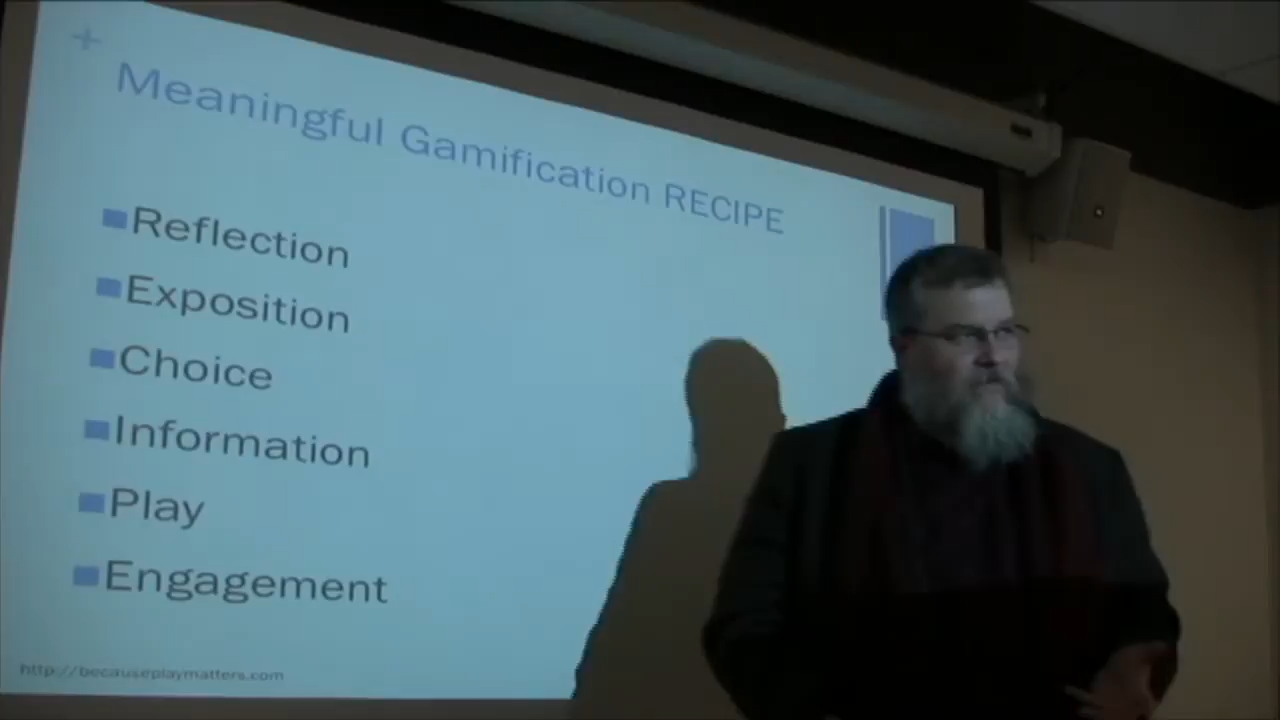 +
Meaningful Gamification RECIPE
Reflection
Exposition
Choice
Information
Play
Engagement
http://becauseplaymatters.com